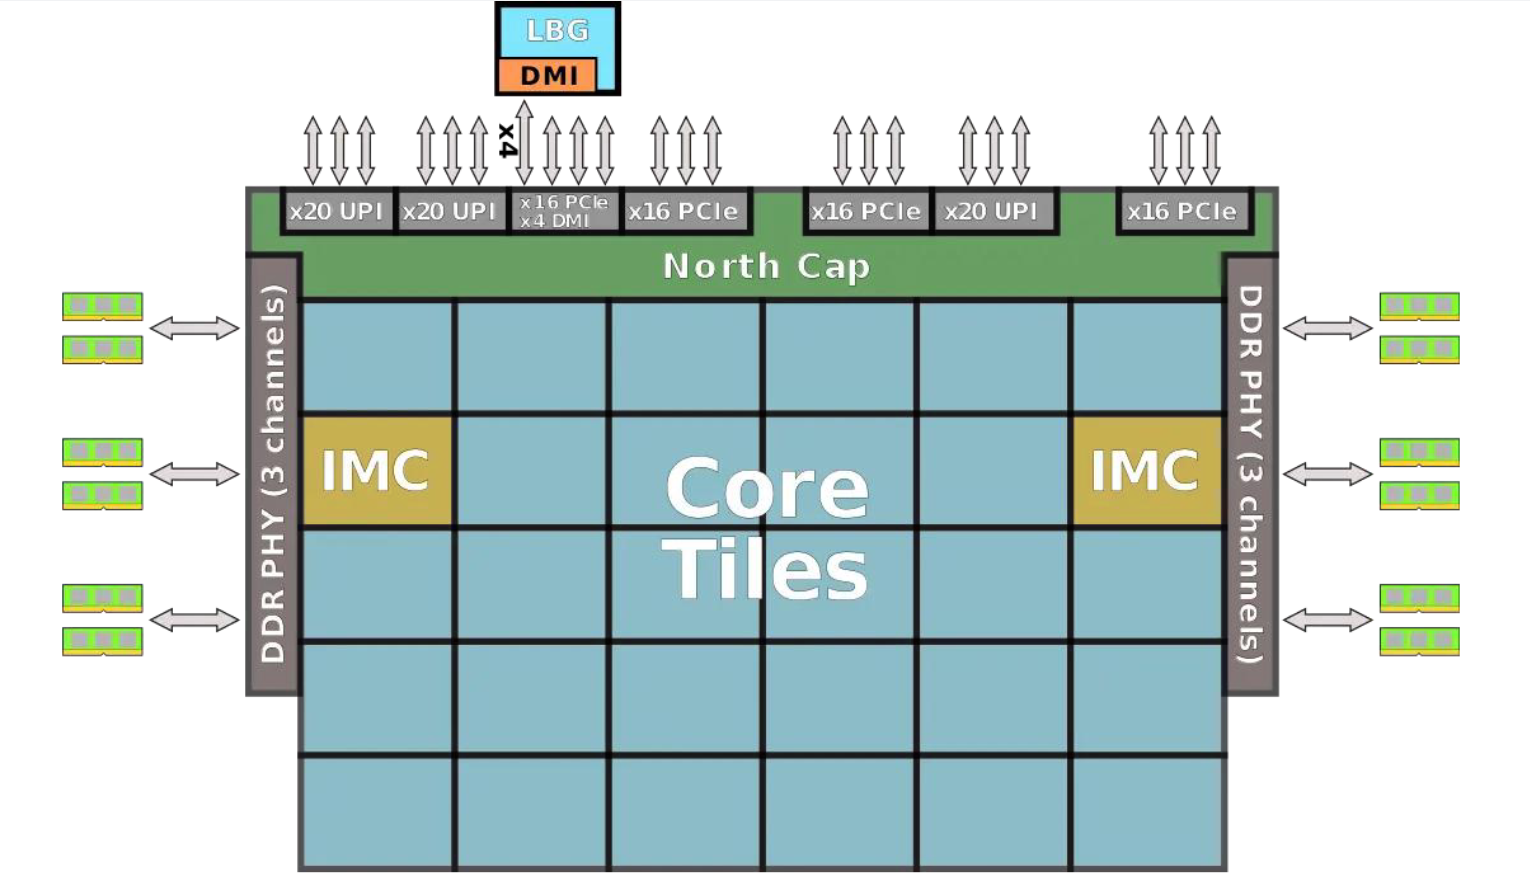 LBG
DMI
x4
x20 UPI
x20 UPI
x16 PCIe
x4 DMI
x16 PCIe
x16 PCIe
x20 UPI
x16 PCIe
North Cap
DDR PHY (3 channels)
DDR PHY (3 channels)
IMC
IMC
Core
Tiles